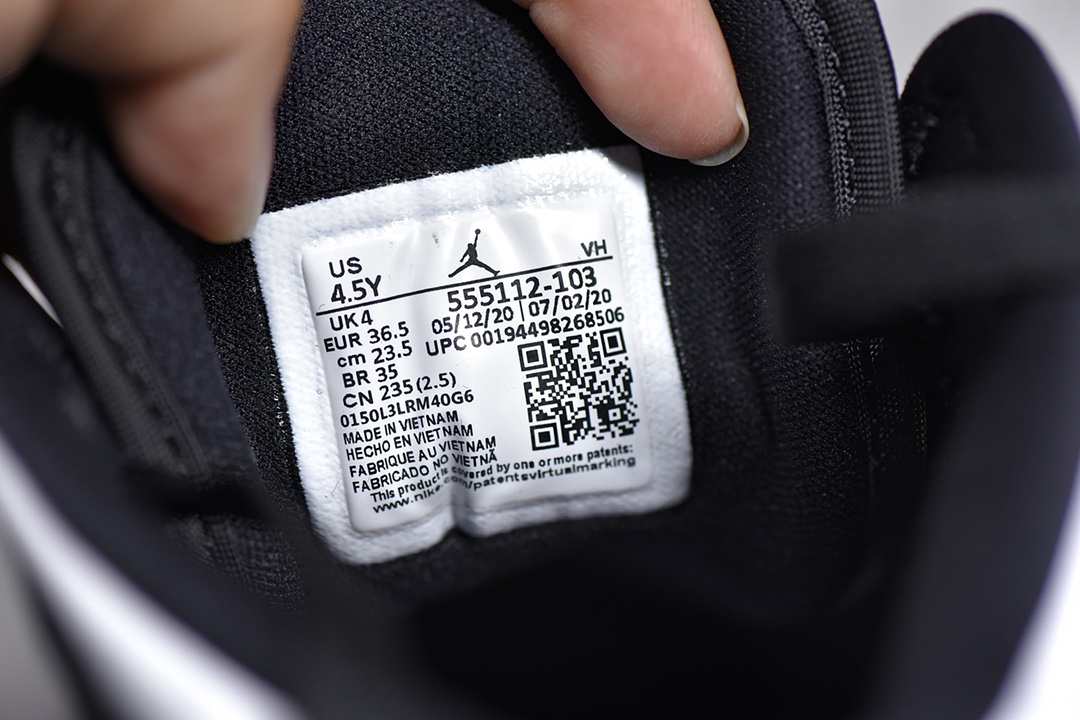 US
4.5Y
VH
555112-103
UK 4
05/12/20 | 07/02/20
EUR 36.5
UPC 00194498268506
cm 23.5
BR 35
CN 235 (2.5)
0150L3LRM40G6
MADE IN VIETNAM
HECHO EN VIETNAM
FABRIQUE AU VIETNAM
FABRICADO NO VIETNÃ
This product is covered by one or more patents:
www.nike.com/patentsvirtualmarking